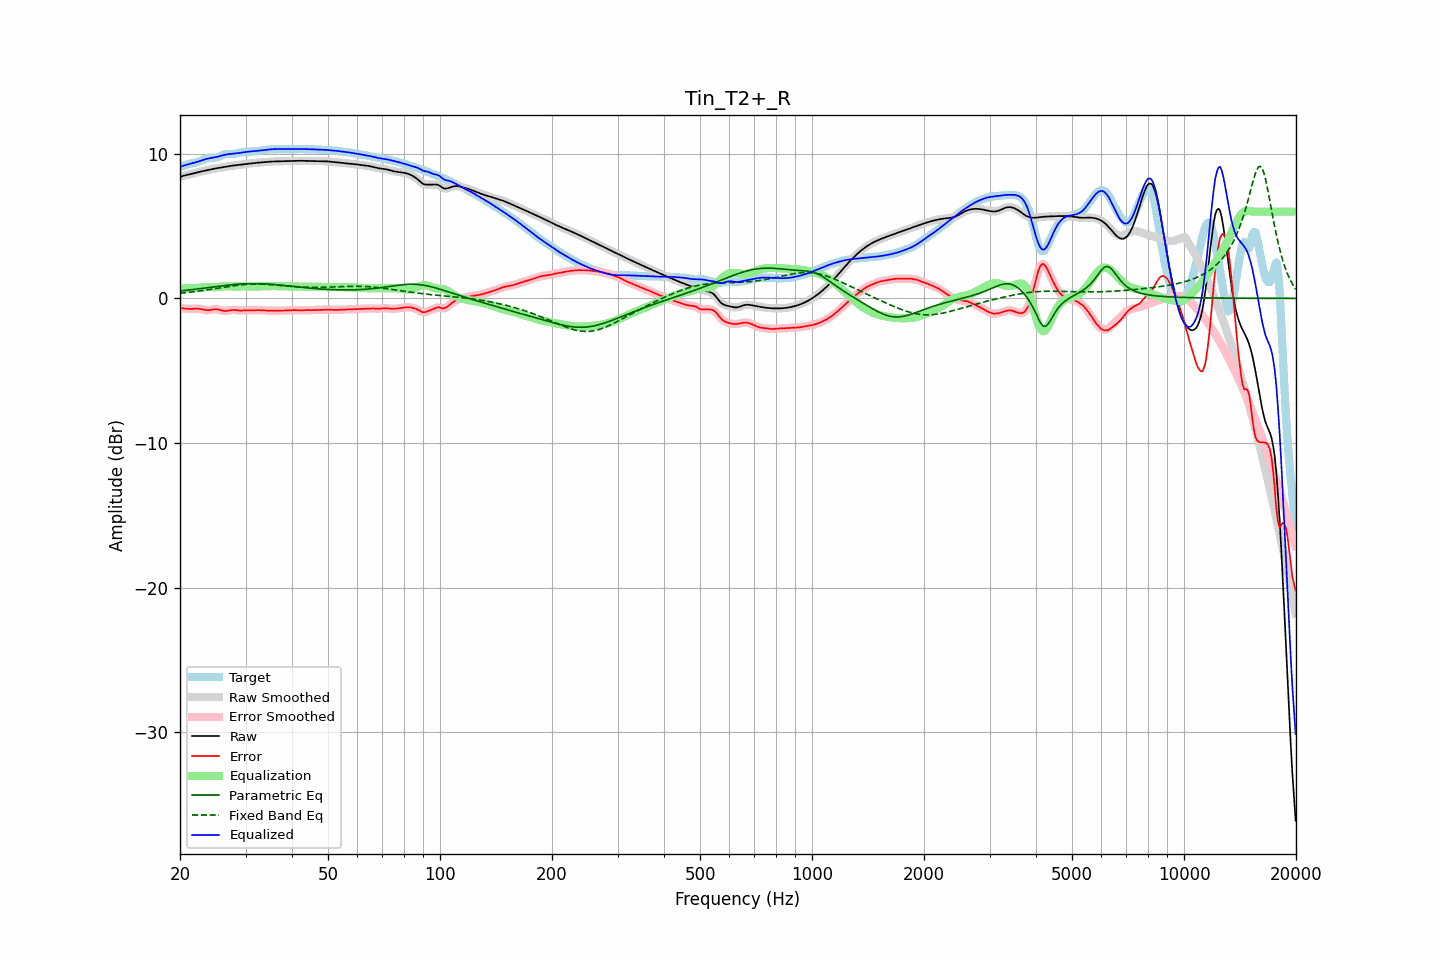 Tin_T2+_R
10
0
−10
−20
−30
Amplitude (dBr)
Target
Raw Smoothed
Error Smoothed
Raw
Error
Equalization
Parametric Eq
Fixed Band Eq
Equalized
20 50 100 200 500 1000 2000 5000 10000 20000
Frequency (Hz)